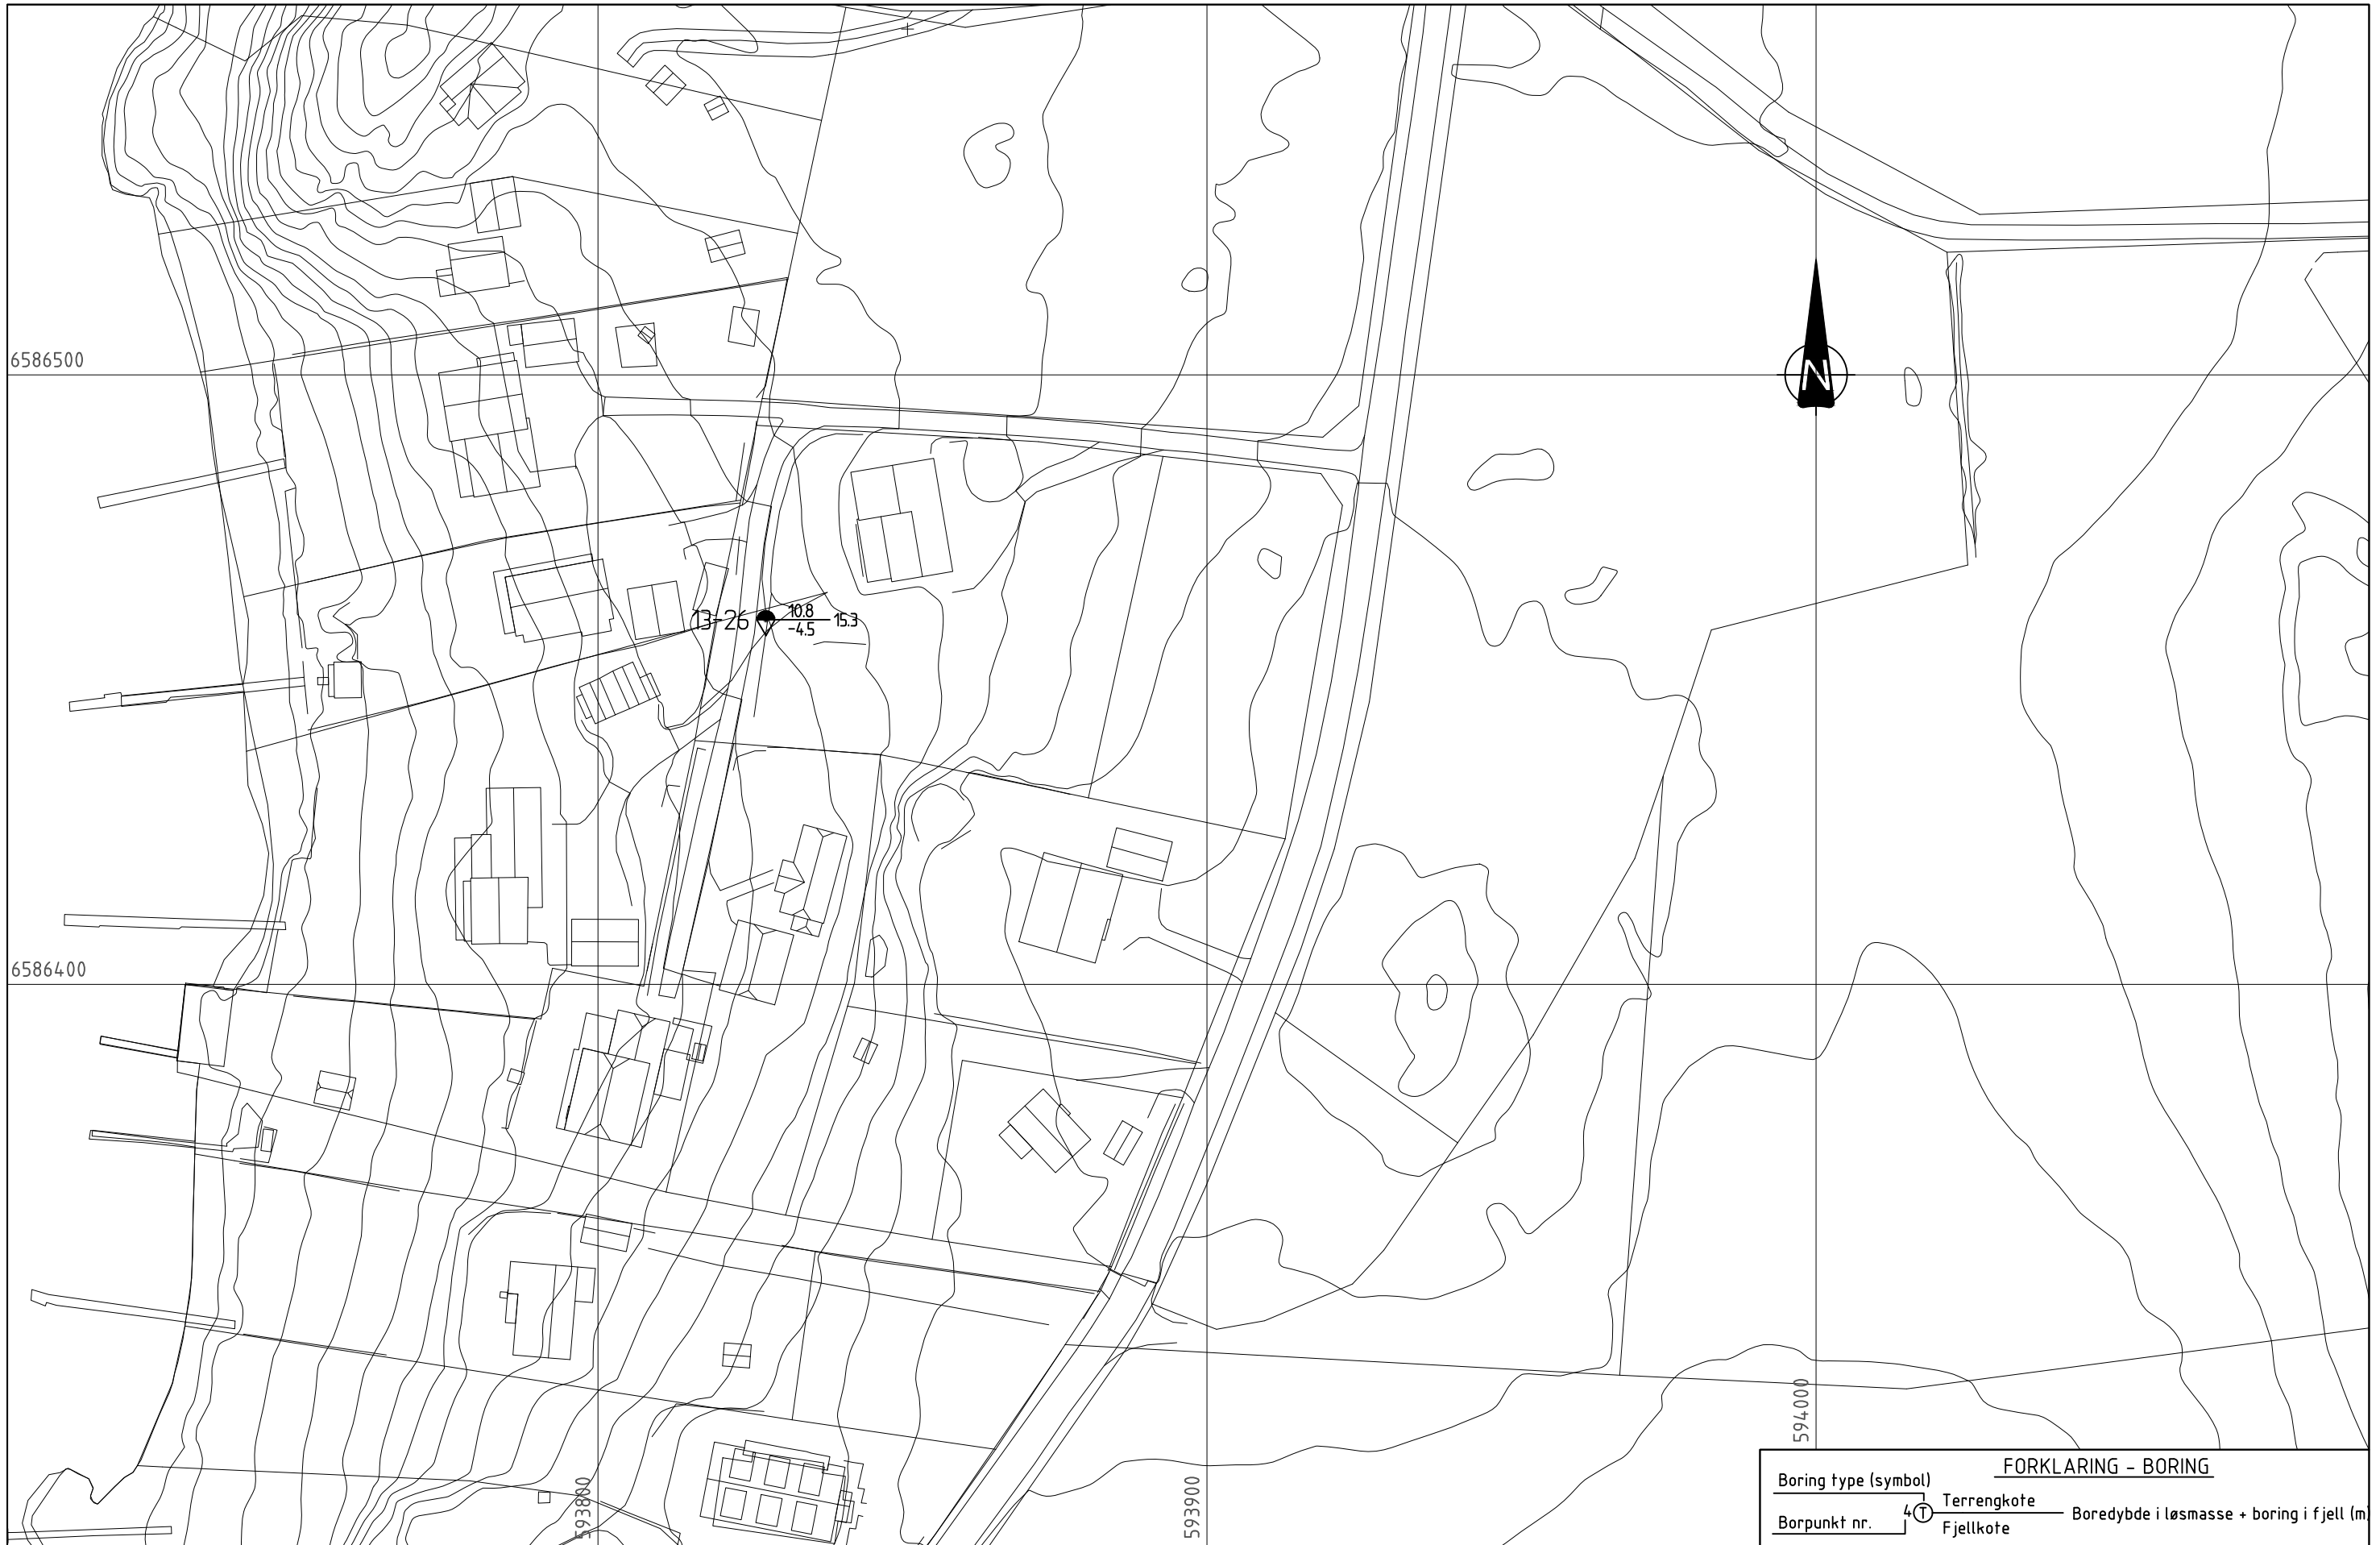 6586500
N
13-26
10.8
-4.5
15.3
6586400
593800
593900
594000
FORKLARING - BORING
Boring type (symbol)
Borpunkt nr.
4 T
Terrengkote
Fjellkote
Boredybde i løsmasse + boring i fjell (m